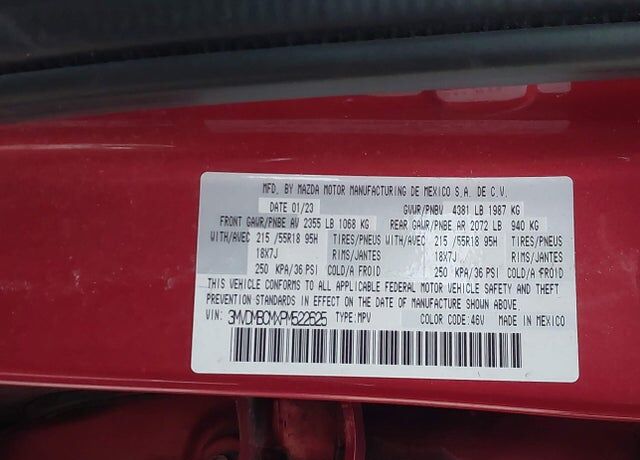 MFD. BY MAZDA MOTOR MANUFACTURING DE MEXICO S.A. DE C.V.
DATE 01/23 GVWR/PNBV 4381 LB 1987 KG
FRONT GAWR/PNBE AV 2355 LB 1068 KG REAR GAWR/PNBE AR 2072 LB 940 KG
WITH/AVEC 215 /55R18 95H TIRES/PNEUS WITH/AVEC 215 /55R18 95H TIRES/PNEUS
18X7J RIMS/JANTES 18X7J RIMS/JANTES
250 KPA/36 PSI COLD/A FROID 250 KPA/36 PSI COLD/A FROID
THIS VEHICLE CONFORMS TO ALL APPLICABLE FEDERAL MOTOR VEHICLE SAFETY AND THEFT
PREVENTION STANDARDS IN EFFECT ON THE DATE OF MANUFACTURE SHOWN ABOVE.
VIN: 3MVDMBCMXPM522525 TYPE:MPV COLOR CODE:46V MADE IN MEXICO